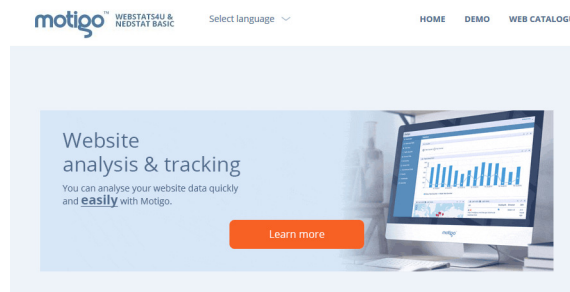 motigo™ WEBSTATS4U &
NEDSTAT BASIC
Select language
HOME DEMO WEB
Website
analysis & tracking
You can analyse your website data quickly
and easily with Motigo.
Learn more
motigo